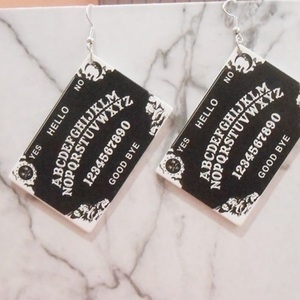 YES HELLO NO
ABCDEFGHIJKLM
NOPQRSTUVWXYZ
1234567890
GOOD BYE
YES HELLO NO
ABCDEFGHIJKLM
NOPQRSTUVWXYZ
1234567890
GOOD BYE